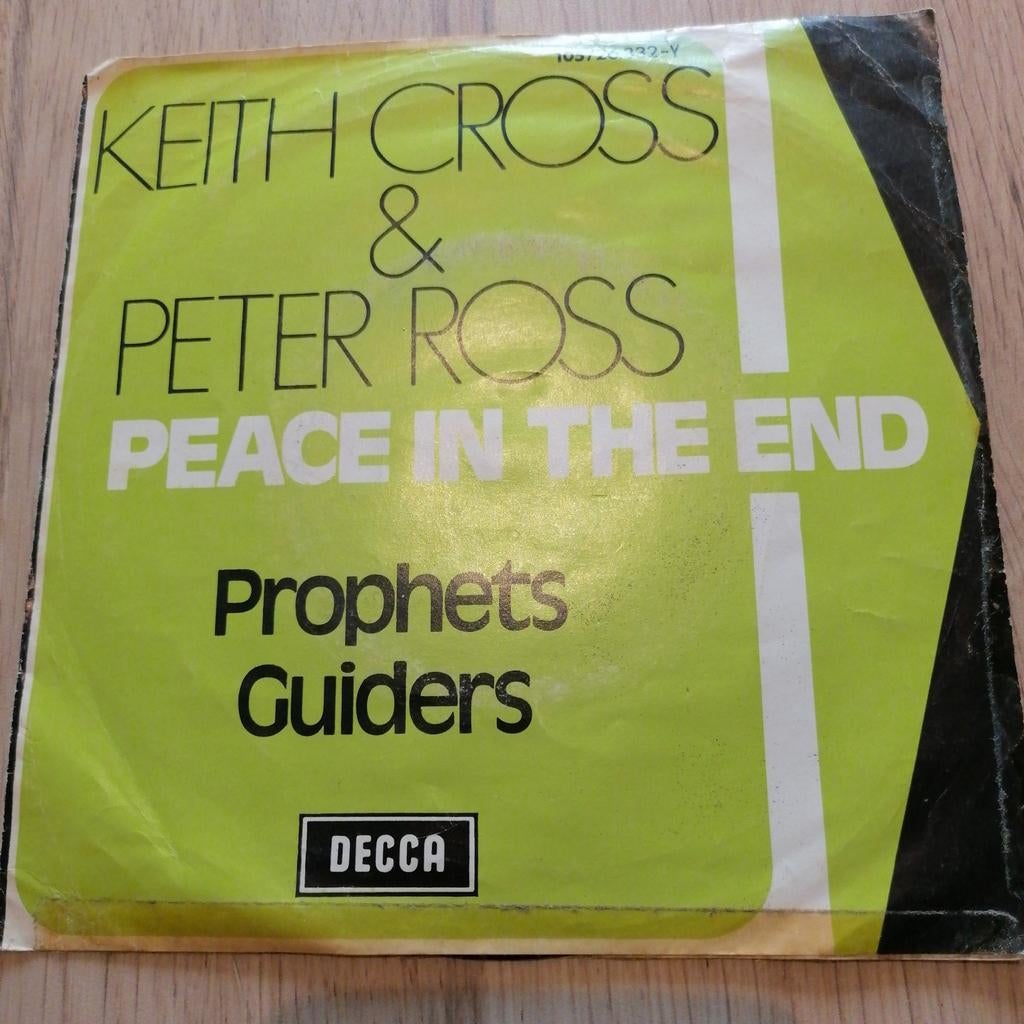 KEITH CROSS
&
PETER ROSS
PEACE IN THE END
Prophets
Guiders
DECCA